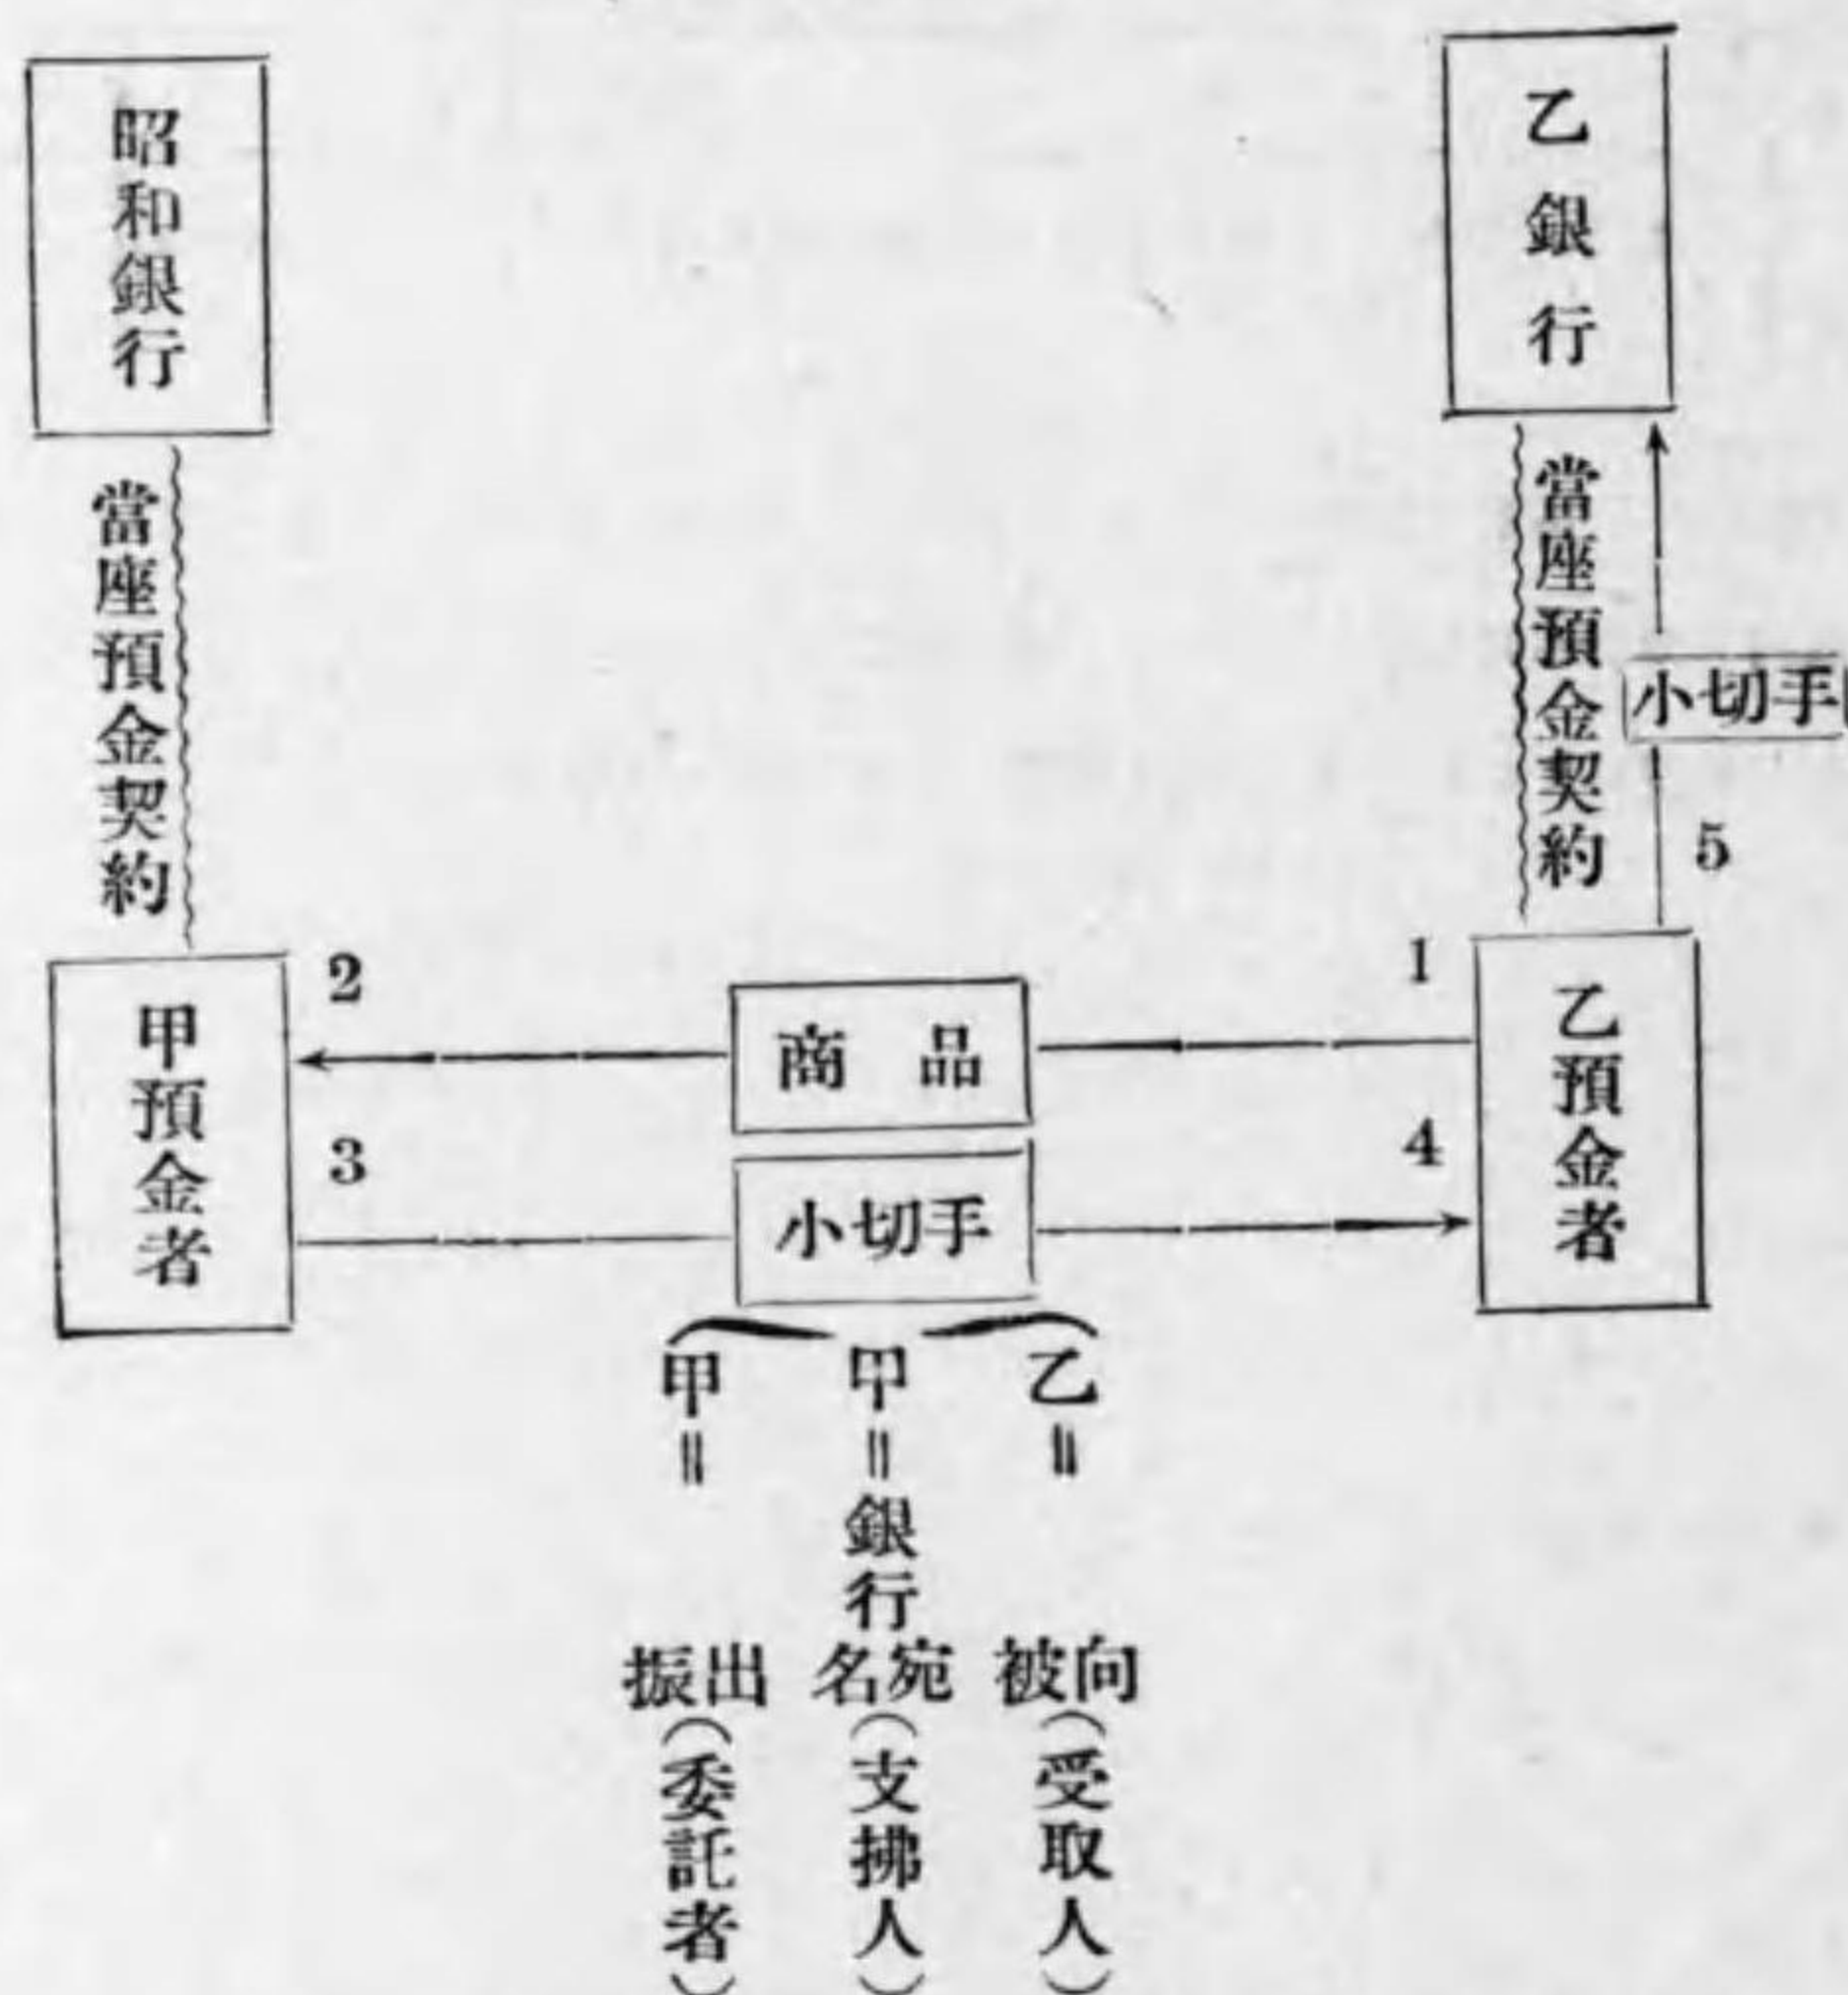 乙銀行
昭和銀行
當座預金契約
小切手
5
當座預金契約
1
2
商品
乙預金者
甲預金者
4
3
小切手
乙=被向(受取人)
甲=銀行名宛(支拂人)
甲=振出(委託者)